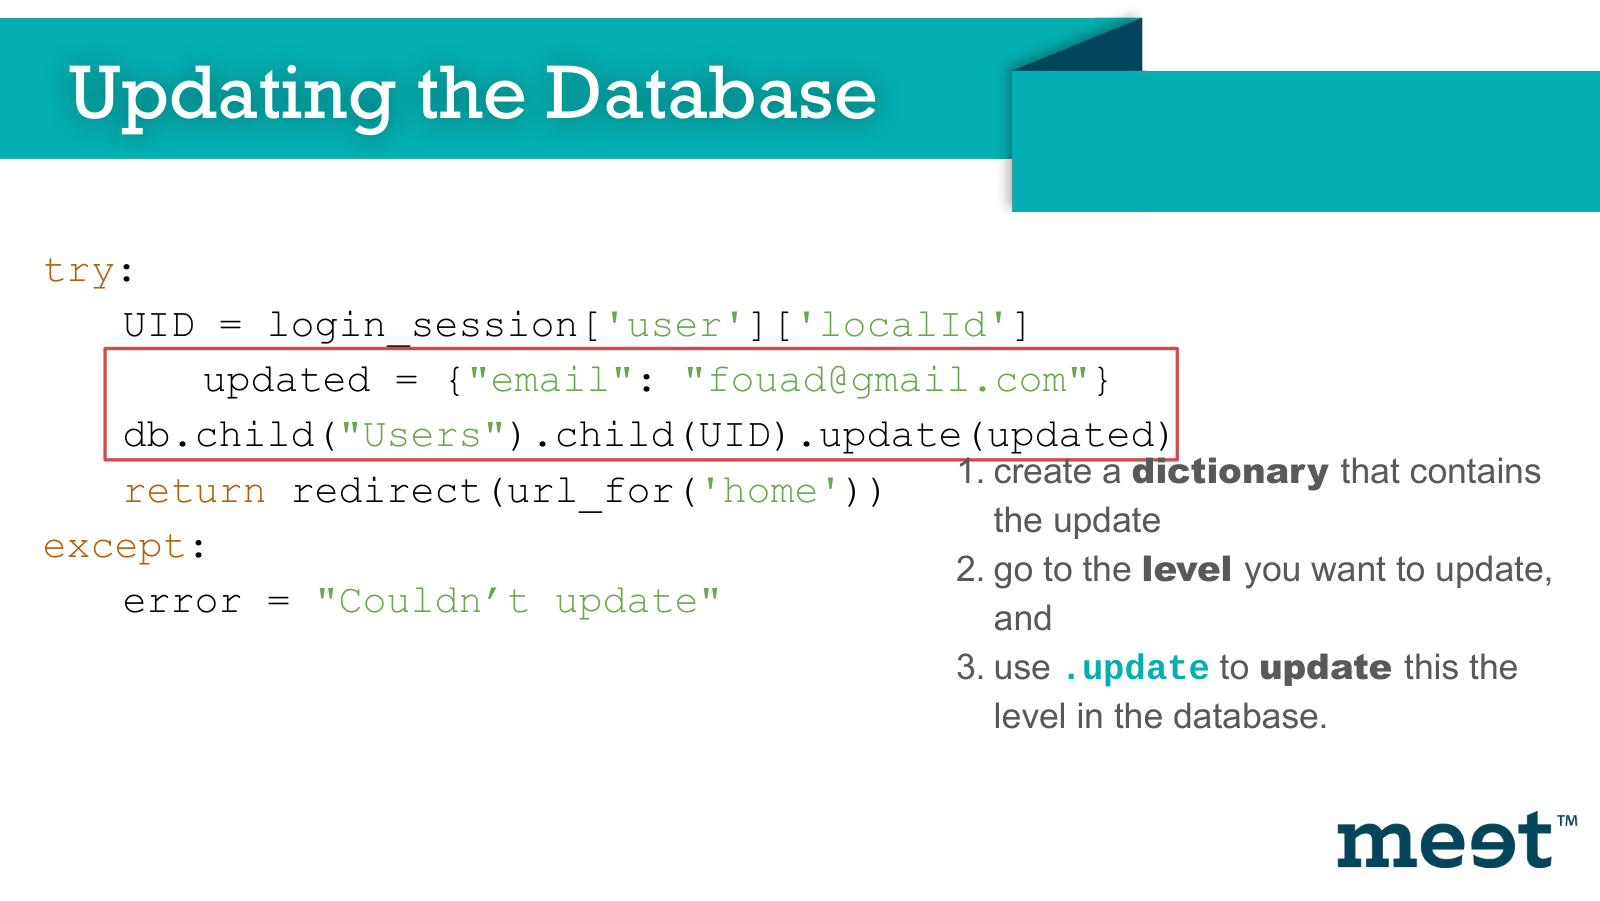 Updating the Database
try:
UID = login_session['user']['localId']
updated = {"email": "fouad@gmail.com"}
db.child("Users").child(UID).update(updated)
return redirect(url_for('home'))
except:
error = "Couldn’t update"
1. create a dictionary that contains
the update
2. go to the level you want to update,
and
3. use .update to update this the
level in the database.
meet™